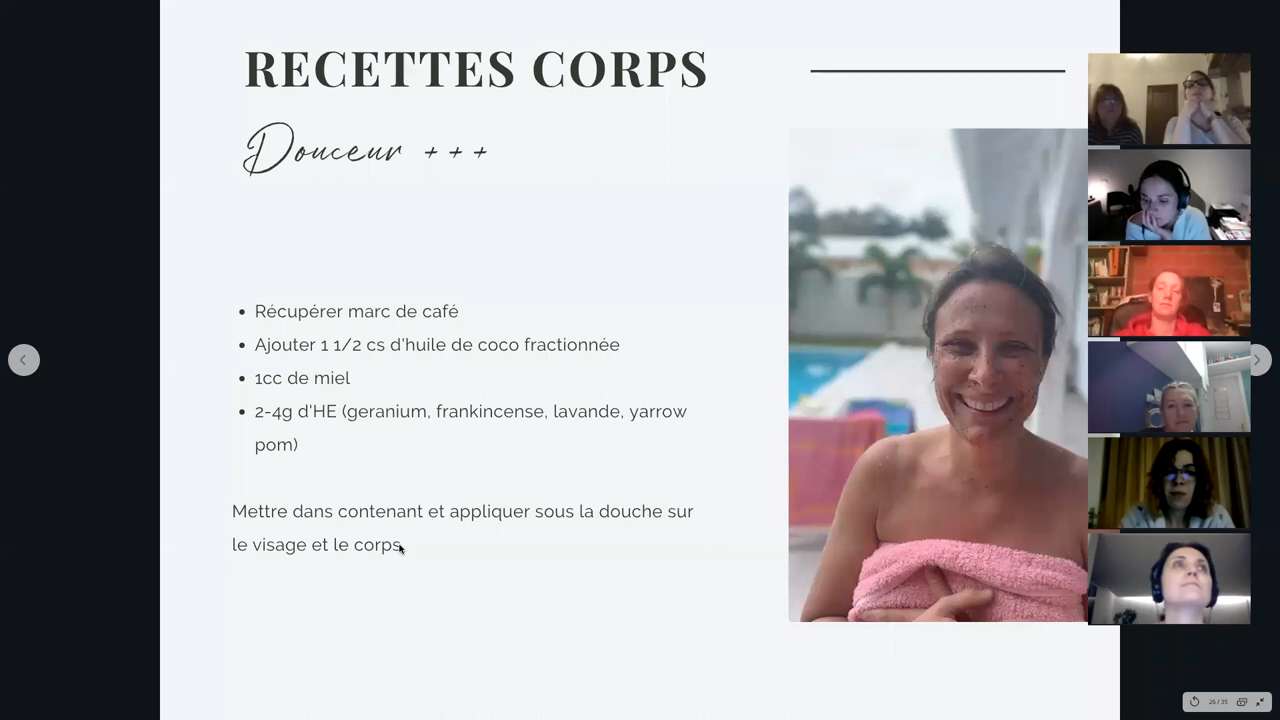 RECETTES CORPS
Douceur +++
• Récupérer marc de café
• Ajouter 1 1/2 cs d'huile de coco fractionnée
• 1cc de miel
• 2-4g d'HE (geranium, frankincense, lavande, yarrow
pom)
Mettre dans contenant et appliquer sous la douche sur
le visage et le corps.
26 / 35